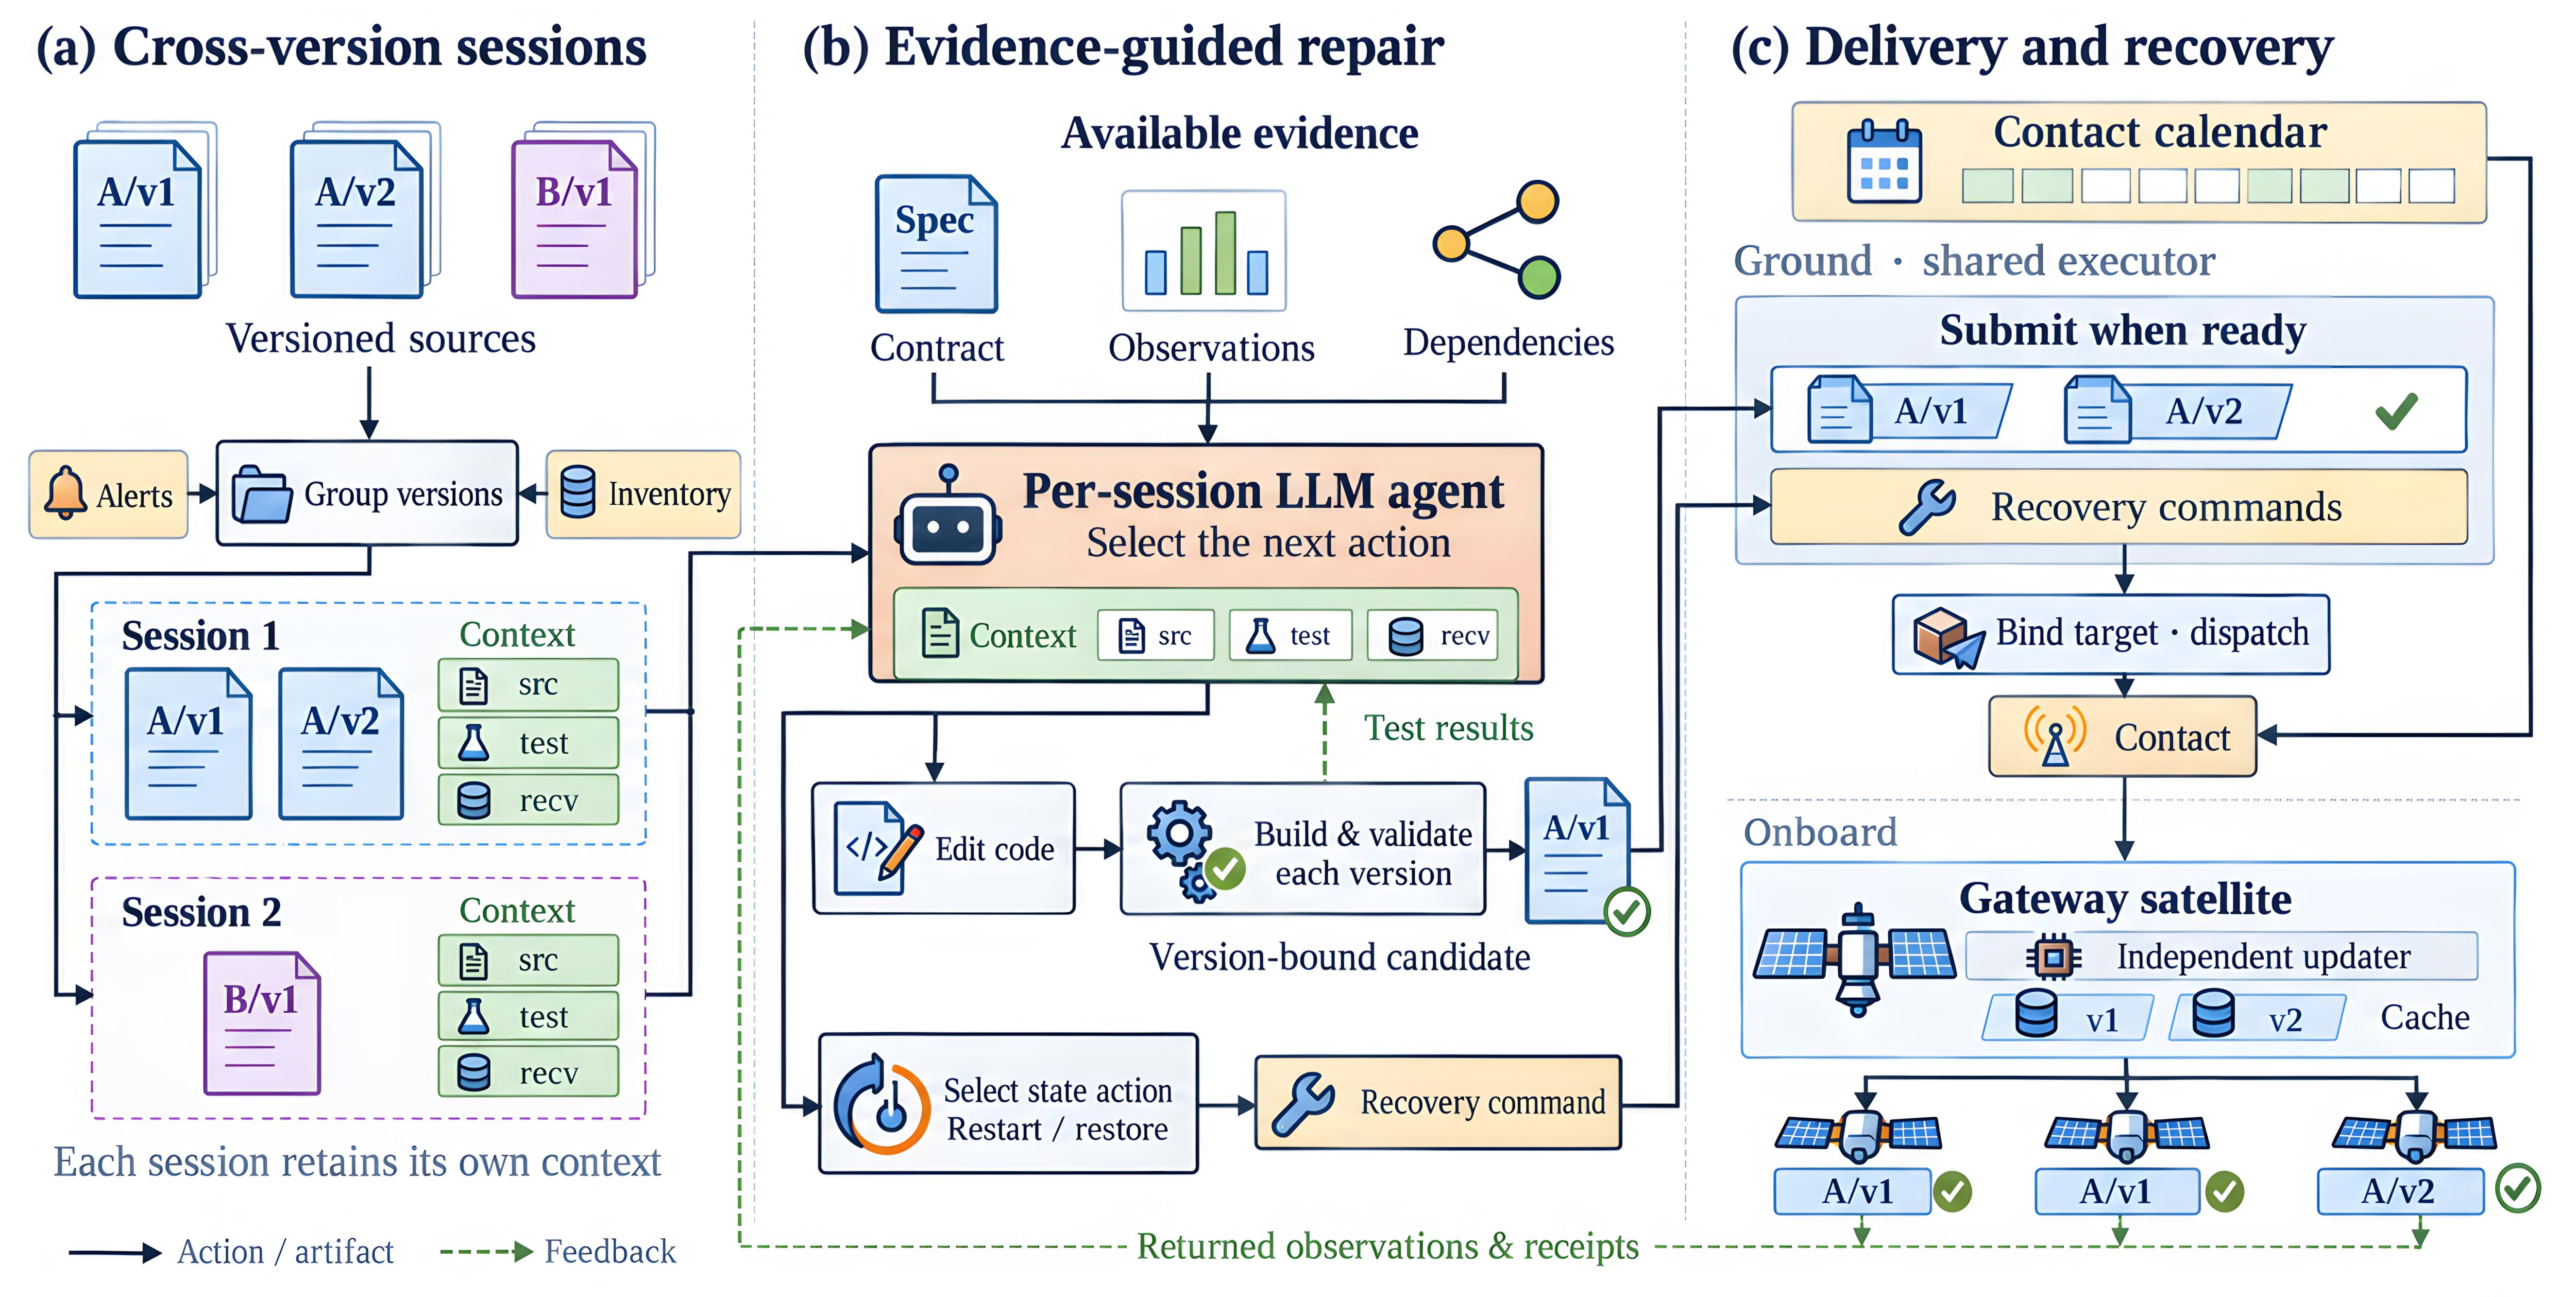 (a) Cross-version sessions
A/v1
A/v2
B/v1
Versioned sources
Alerts
Group versions
Inventory
Session 1
Context
A/v1
A/v2
src
test
recv
Session 2
Context
B/v1
src
test
recv
Each session retains its own context
Action / artifact
Feedback
(b) Evidence-guided repair
Available evidence
Spec
Contract
Observations
Dependencies
Per-session LLM agent
Select the next action
Context
src
test
recv
Test results
Edit code
</>
Build & validate
each version
A/v1
Version-bound candidate
Select state action
Restart / restore
Recovery command
Returned observations & receipts
(c) Delivery and recovery
Contact calendar
Ground · shared executor
Submit when ready
A/v1
A/v2
Recovery commands
Bind target · dispatch
Contact
Onboard
Gateway satellite
Independent updater
v1
v2
Cache
A/v1
A/v1
A/v2